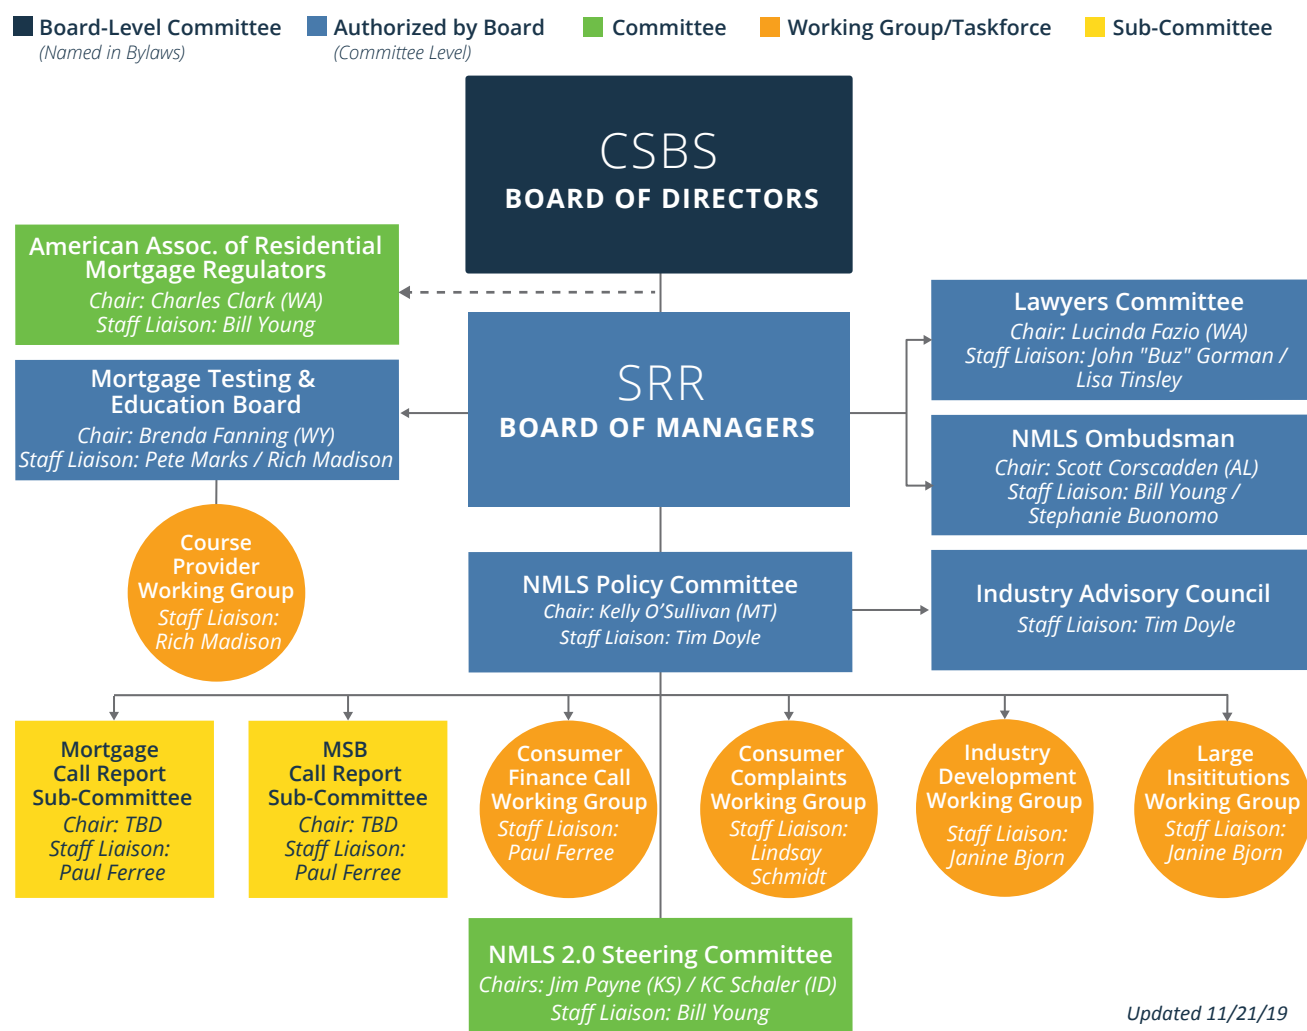 Board-Level Committee
(Named in Bylaws)
Authorized by Board
(Committee Level)
Committee
Working Group/Taskforce
Sub-Committee
CSBS
BOARD OF DIRECTORS
American Assoc. of Residential
Mortgage Regulators
Chair: Charles Clark (WA)
Staff Liaison: Bill Young
SRR
BOARD OF MANAGERS
Lawyers Committee
Chair: Lucinda Fazio (WA)
Staff Liaison: John "Buz" Gorman /
Lisa Tinsley
Mortgage Testing &
Education Board
Chair: Brenda Fanning (WY)
Staff Liaison: Pete Marks / Rich Madison
NMLS Ombudsman
Chair: Scott Corscadden (AL)
Staff Liaison: Bill Young /
Stephanie Buonomo
Course
Provider
Working Group
Staff Liaison:
Rich Madison
NMLS Policy Committee
Chair: Kelly O’Sullivan (MT)
Staff Liaison: Tim Doyle
Industry Advisory Council
Staff Liaison: Tim Doyle
Mortgage
Call Report
Sub-Committee
Chair: TBD
Staff Liaison:
Paul Ferree
MSB
Call Report
Sub-Committee
Chair: TBD
Staff Liaison:
Paul Ferree
Consumer
Finance Call
Working Group
Staff Liaison:
Paul Ferree
Consumer
Complaints
Working Group
Staff Liaison:
Lindsay
Schmidt
Industry
Development
Working Group
Staff Liaison:
Janine Bjorn
Large
Insititutions
Working Group
Staff Liaison:
Janine Bjorn
NMLS 2.0 Steering Committee
Chairs: Jim Payne (KS) / KC Schaler (ID)
Staff Liaison: Bill Young
Updated 11/21/19